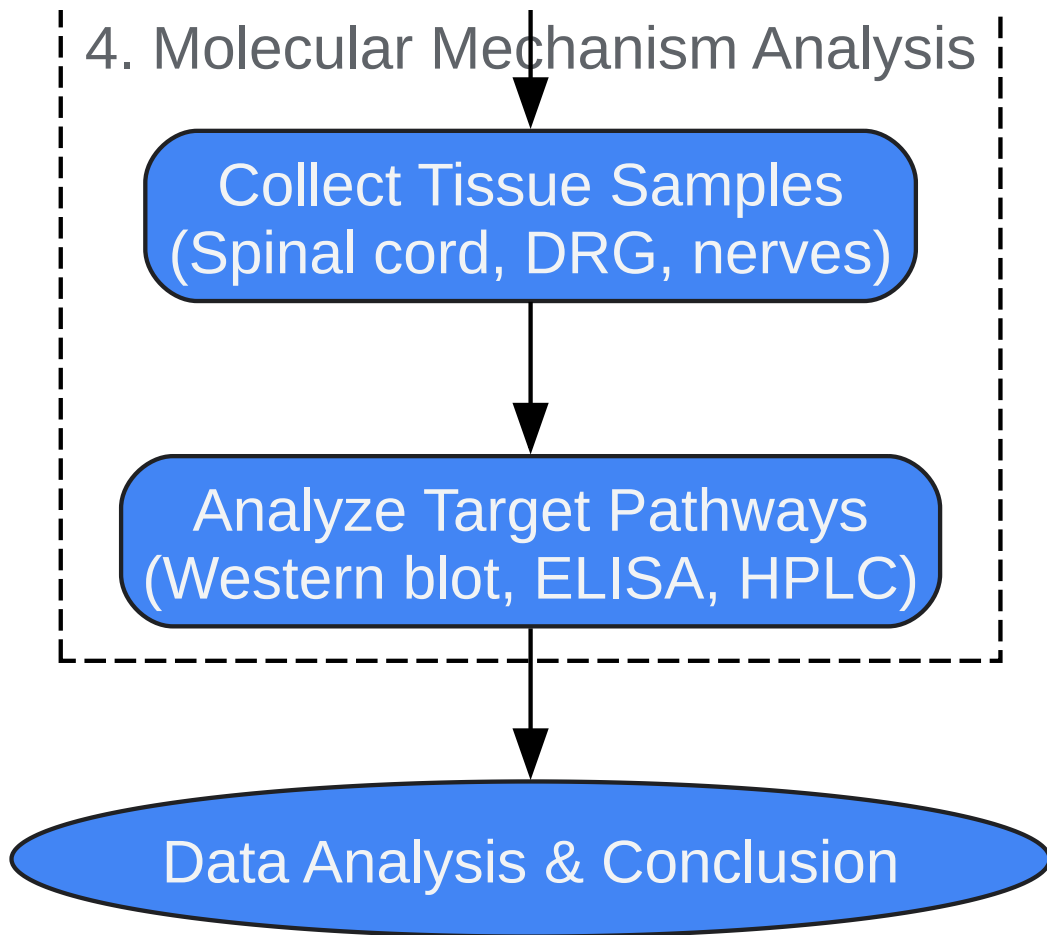 4. Molecular Mechanism Analysis
Collect Tissue Samples
(Spinal cord, DRG, nerves)
Analyze Target Pathways
(Western blot, ELISA, HPLC)
Data Analysis & Conclusion